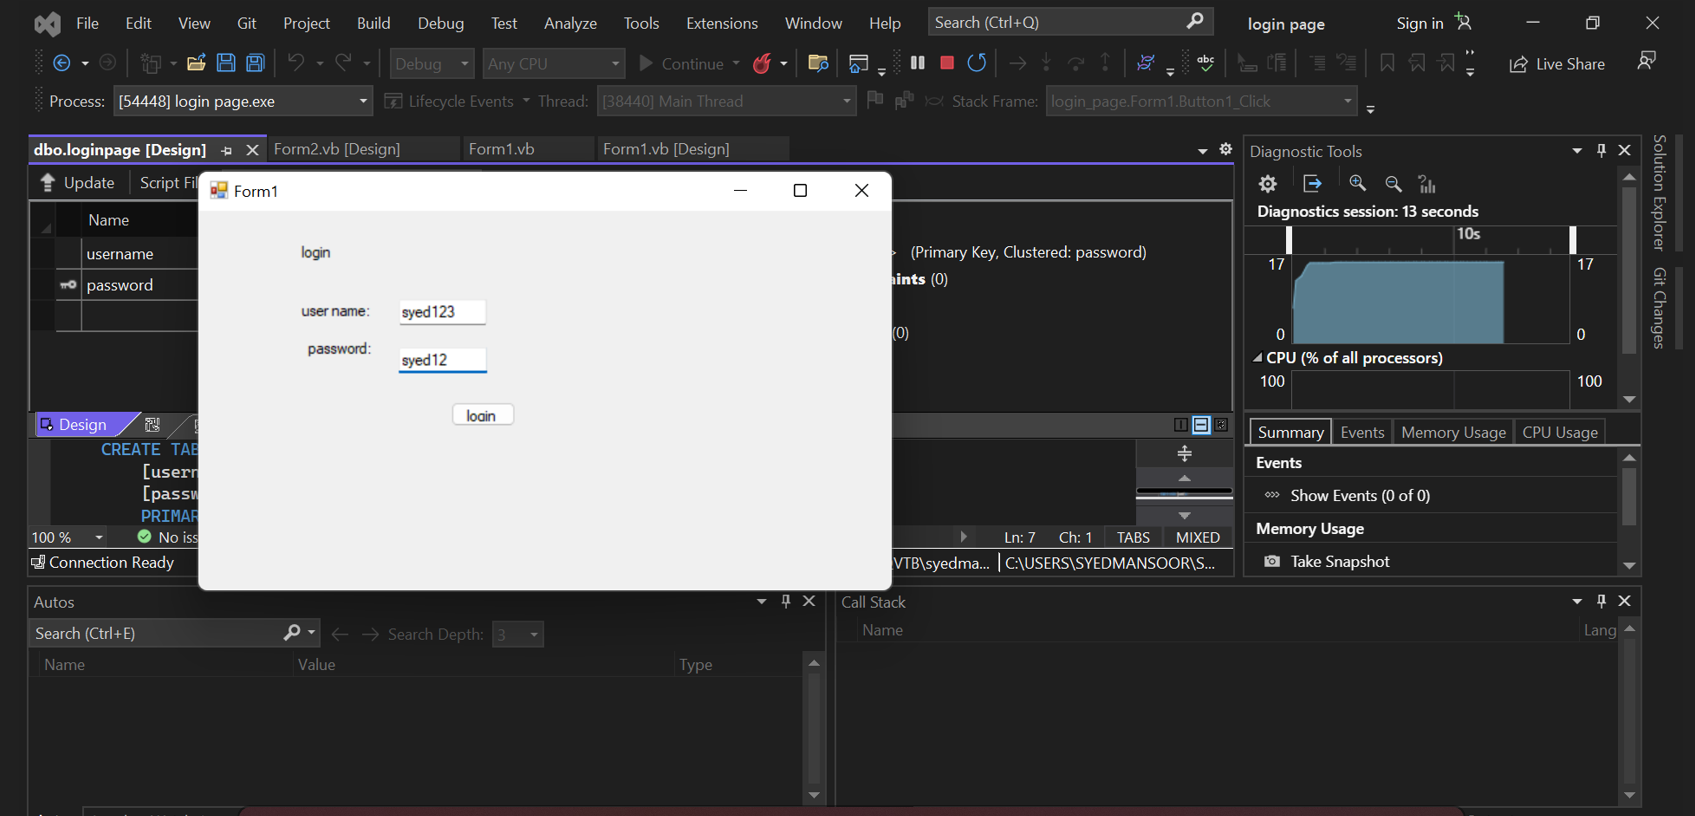 File Edit View Git Project Build Debug Test Analyze Tools Extensions Window Help Search (Ctrl+Q) login page Sign in
Debug Any CPU Continue Live Share
Process: [54448] login page.exe Lifecycle Events Thread: [38440] Main Thread Stack Frame: login_page.Form1.Button1_Click
dbo.loginpage [Design] Form2.vb [Design] Form1.vb Form1.vb [Design]
Update Script Fil
Name
username
password
(Primary Key, Clustered: password)
aints (0)
(0)
Form1
login
user name: syed123
password: syed12
login
Design
CREATE TAB
[usern
[passw
PRIMAR
100 % No iss Ln: 7 Ch: 1 TABS MIXED
Connection Ready VTB\syedma... C:\USERS\SYEDMANSOOR\S...
Diagnostic Tools
Diagnostics session: 13 seconds
10s
17 17
0 0
CPU (% of all processors)
100 100
Summary Events Memory Usage CPU Usage
Events
Show Events (0 of 0)
Memory Usage
Take Snapshot
Solution Explorer
Git Changes
Autos
Search (Ctrl+E) Search Depth: 3
Name Value Type
Call Stack
Name Lang